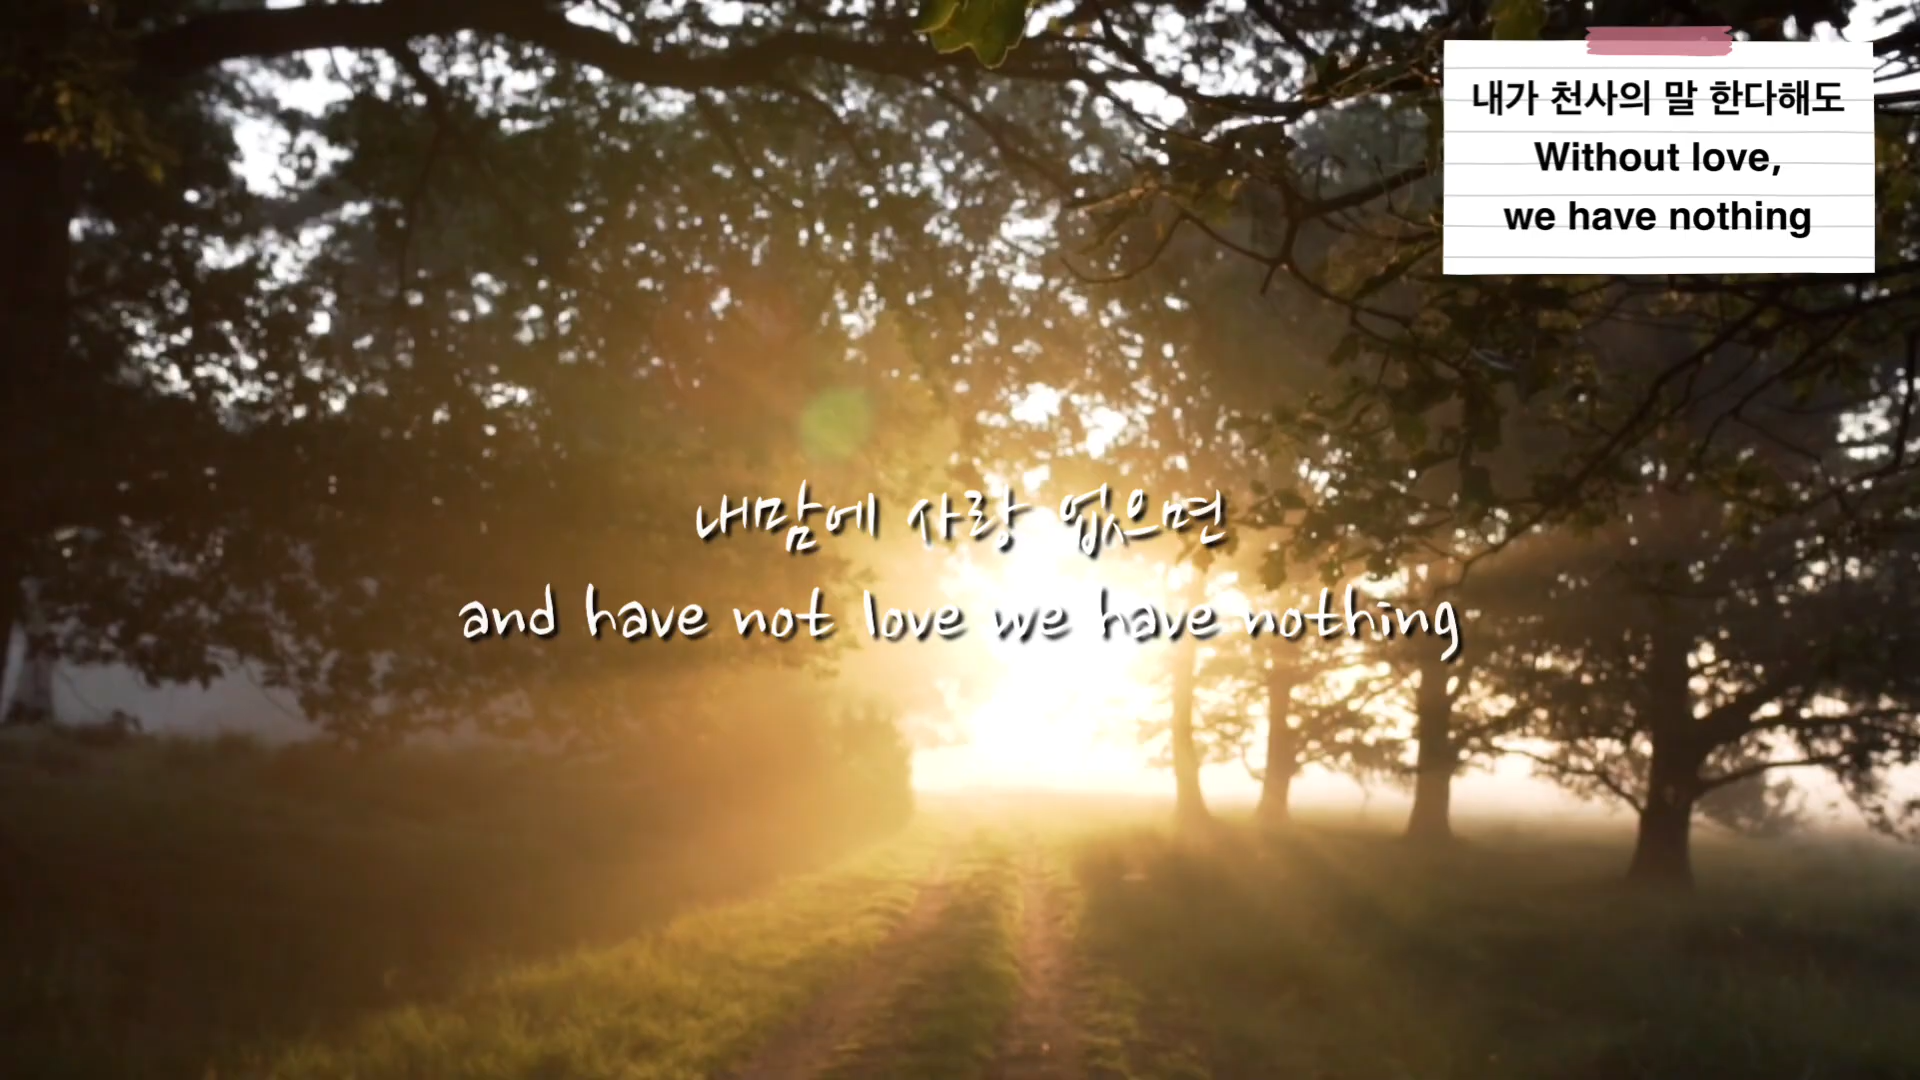 내가 천사의 말 한다해도
Without love,
we have nothing
내맘에 사랑 없으면
and have not love we have nothing